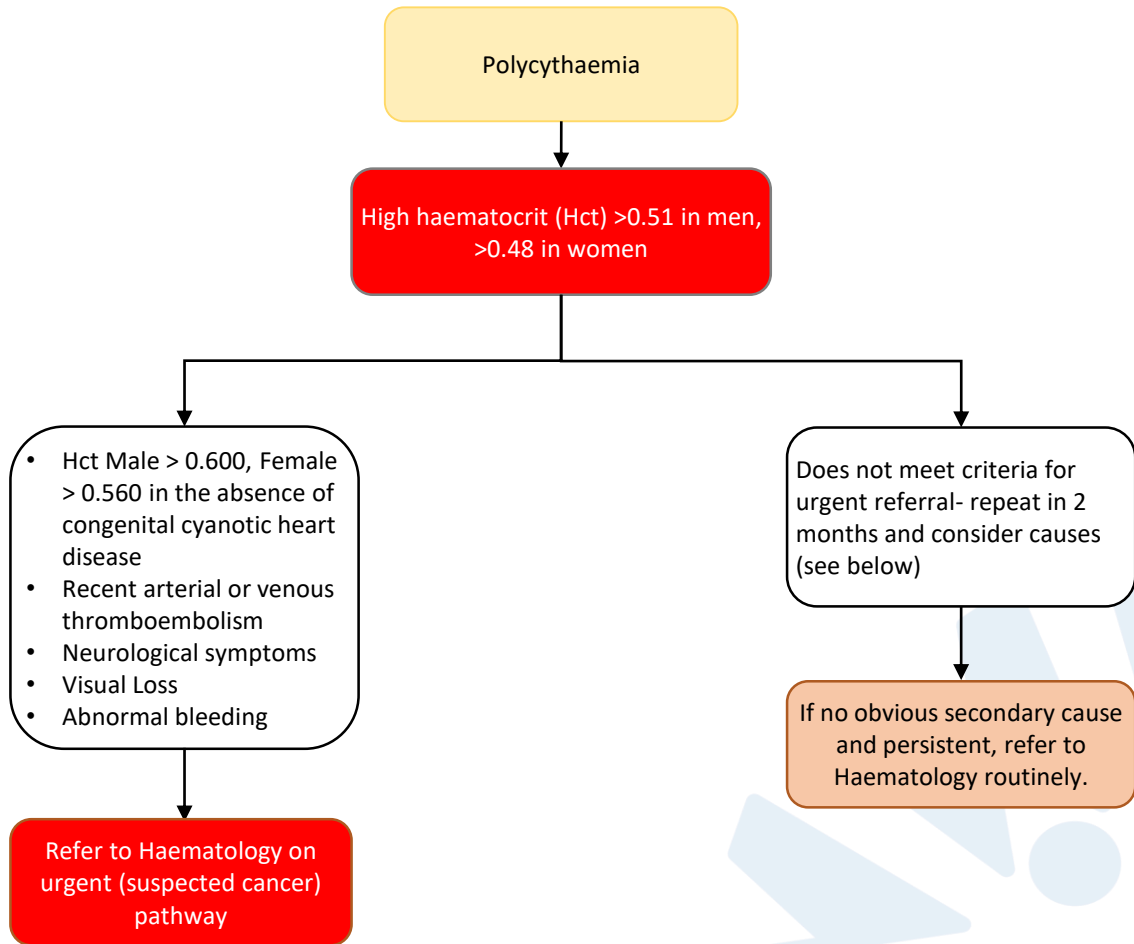 Polycythaemia
High haematocrit (Hct) >0.51 in men,
>0.48 in women
• Hct Male > 0.600, Female
> 0.560 in the absence of
congenital cyanotic heart
disease
• Recent arterial or venous
thromboembolism
• Neurological symptoms
• Visual Loss
• Abnormal bleeding
Does not meet criteria for
urgent referral- repeat in 2
months and consider causes
(see below)
If no obvious secondary cause
and persistent, refer to
Haematology routinely.
Refer to Haematology on
urgent (suspected cancer)
pathway